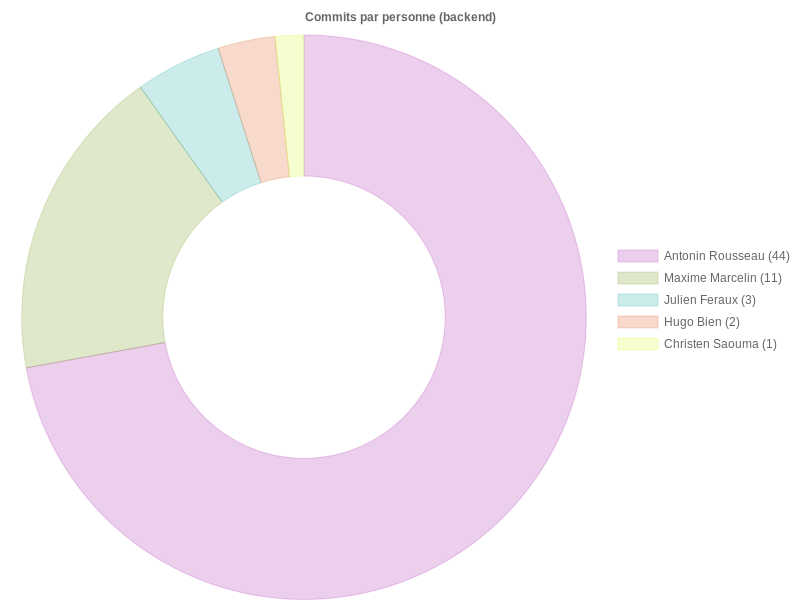 Commits par personne (backend)
Antonin Rousseau (44)
Maxime Marcelin (11)
Julien Feraux (3)
Hugo Bien (2)
Christen Saouma (1)